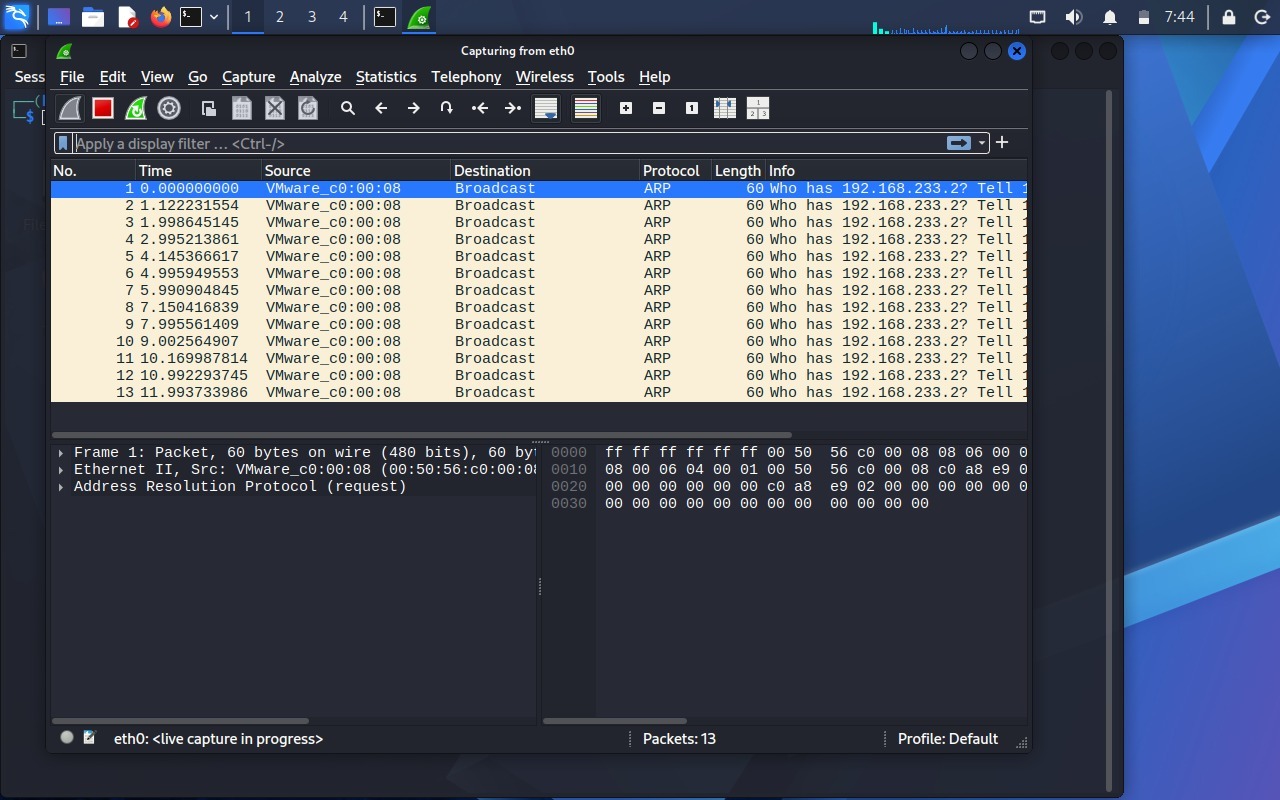 1 2 3 4 7:44
Capturing from eth0
Sess
File Edit View Go Capture Analyze Statistics Telephony Wireless Tools Help
Apply a display filter … <Ctrl-/>
No. Time Source Destination Protocol Length Info
1 0.000000000 VMware_c0:00:08 Broadcast ARP 60 Who has 192.168.233.2? Tell 1
2 1.122231554 VMware_c0:00:08 Broadcast ARP 60 Who has 192.168.233.2? Tell 1
3 1.998645145 VMware_c0:00:08 Broadcast ARP 60 Who has 192.168.233.2? Tell 1
4 2.995213861 VMware_c0:00:08 Broadcast ARP 60 Who has 192.168.233.2? Tell 1
5 4.145366617 VMware_c0:00:08 Broadcast ARP 60 Who has 192.168.233.2? Tell 1
6 4.995949553 VMware_c0:00:08 Broadcast ARP 60 Who has 192.168.233.2? Tell 1
7 5.990904845 VMware_c0:00:08 Broadcast ARP 60 Who has 192.168.233.2? Tell 1
8 7.150416839 VMware_c0:00:08 Broadcast ARP 60 Who has 192.168.233.2? Tell 1
9 7.995561409 VMware_c0:00:08 Broadcast ARP 60 Who has 192.168.233.2? Tell 1
10 9.002564907 VMware_c0:00:08 Broadcast ARP 60 Who has 192.168.233.2? Tell 1
11 10.169987814 VMware_c0:00:08 Broadcast ARP 60 Who has 192.168.233.2? Tell 1
12 10.992293745 VMware_c0:00:08 Broadcast ARP 60 Who has 192.168.233.2? Tell 1
13 11.993733986 VMware_c0:00:08 Broadcast ARP 60 Who has 192.168.233.2? Tell 1
Frame 1: Packet, 60 bytes on wire (480 bits), 60 byt
Ethernet II, Src: VMware_c0:00:08 (00:50:56:c0:00:08
Address Resolution Protocol (request)
0000 ff ff ff ff ff ff 00 50 56 c0 00 08 08 06 00 0
0010 08 00 06 04 00 01 00 50 56 c0 00 08 c0 a8 e9 0
0020 00 00 00 00 00 00 c0 a8 e9 02 00 00 00 00 00 0
0030 00 00 00 00 00 00 00 00 00 00 00 00
eth0: <live capture in progress> Packets: 13 Profile: Default